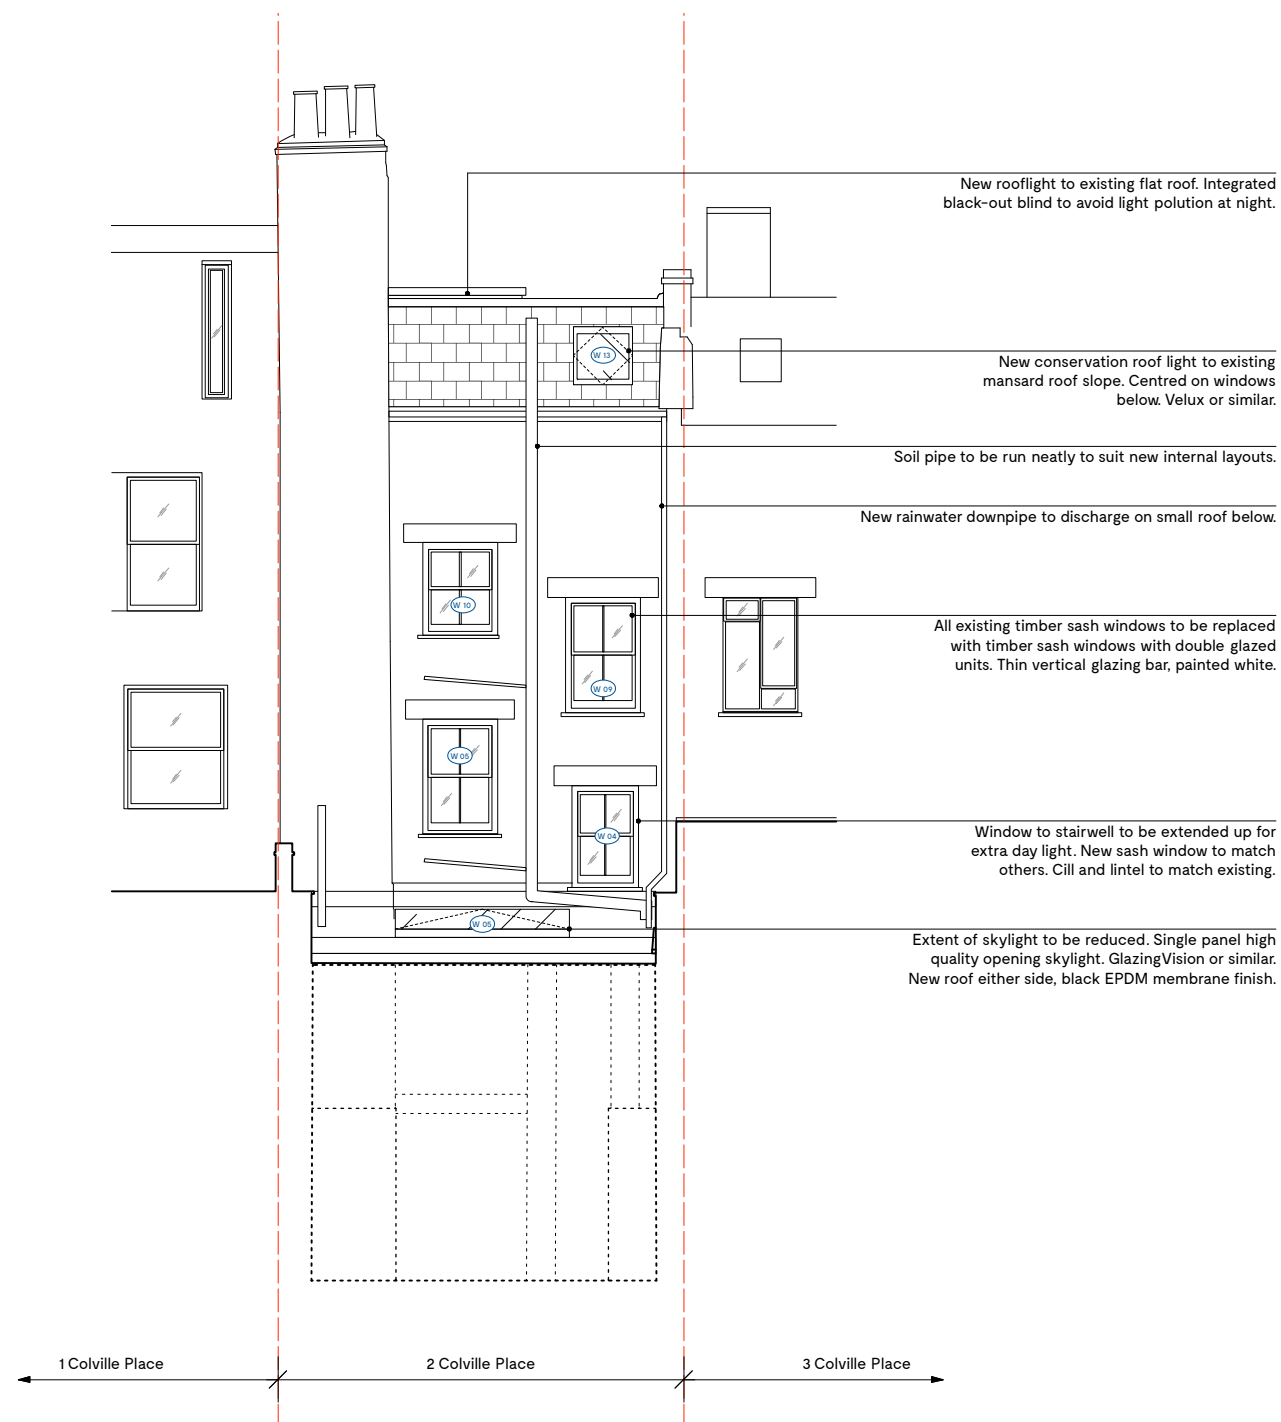 New rooflight to existing flat roof. Integrated
black-out blind to avoid light polution at night.
W 13
New conservation roof light to existing
mansard roof slope. Centred on windows
below. Velux or similar.
Soil pipe to be run neatly to suit new internal layouts.
New rainwater downpipe to discharge on small roof below.
W 10
All existing timber sash windows to be replaced
with timber sash windows with double glazed
units. Thin vertical glazing bar, painted white.
W 09
W 05
Window to stairwell to be extended up for
extra day light. New sash window to match
others. Cill and lintel to match existing.
W 04
W 05
Extent of skylight to be reduced. Single panel high
quality opening skylight. GlazingVision or similar.
New roof either side, black EPDM membrane finish.
1 Colville Place
2 Colville Place
3 Colville Place